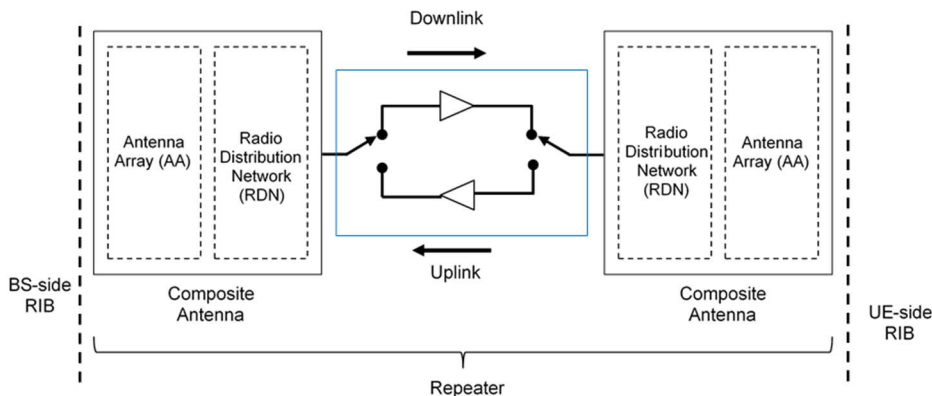 Downlink
Antenna
Array (AA)
Radio
Distribution
Network
(RDN)
Radio
Distribution
Network
(RDN)
Antenna
Array (AA)
Uplink
BS-side
RIB
Composite
Antenna
Composite
Antenna
UE-side
RIB
Repeater